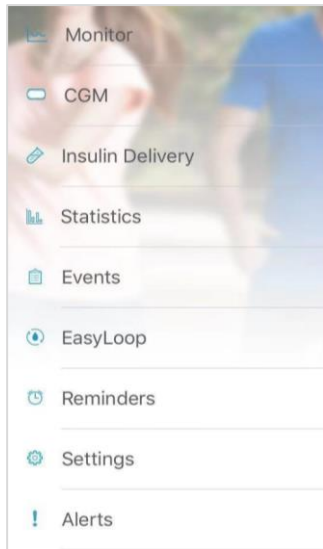 Monitor
CGM
Insulin Delivery
Statistics
Events
EasyLoop
Reminders
Settings
Alerts